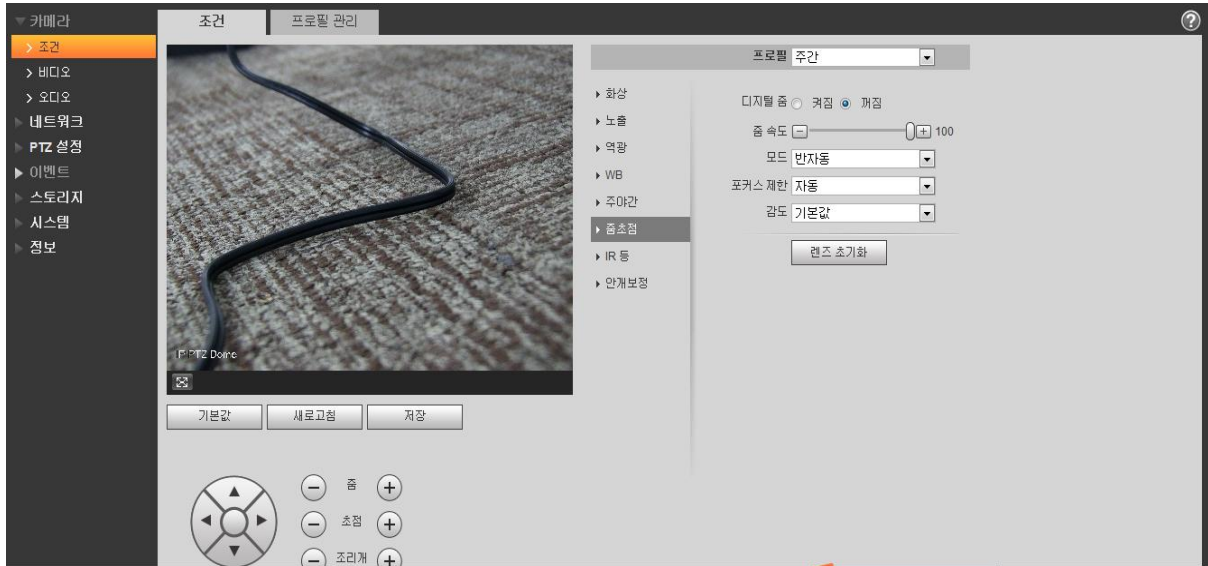 카메라
조건
비디오
오디오
네트워크
PTZ 설정
이벤트
스토리지
시스템
정보
조건
프로필 관리
IP PTZ Dome
기본값
새로고침
저장
줌
초점
조리개
화상
노출
역광
WB
주야간
줌초점
IR 등
안개보정
프로필 주간
디지털 줌 켜짐 꺼짐
줌 속도 100
모드 반자동
포커스 제한 자동
감도 기본값
렌즈 초기화